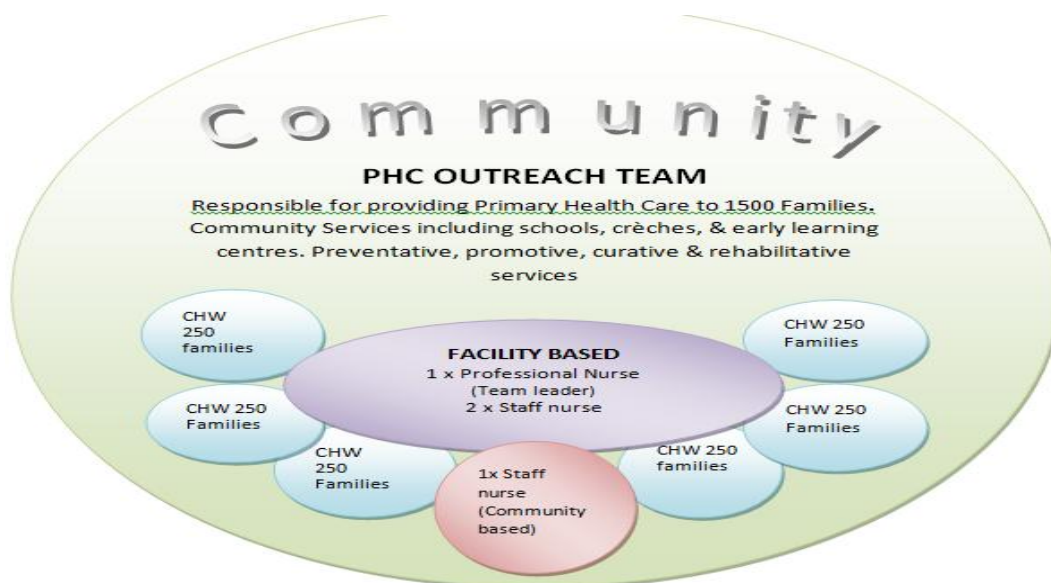 Community
PHC OUTREACH TEAM
Responsible for providing Primary Health Care to 1500 Families.
Community Services including schools, crèches, & early learning
centres. Preventative, promotive, curative & rehabilitative
services
CHW
250
families
CHW 250
Families
CHW
250
Families
FACILITY BASED
1 x Professional Nurse
(Team leader)
2 x Staff nurse
1x Staff
nurse
(Community
based)
CHW 250
Families
CHW 250
Families
CHW 250
families